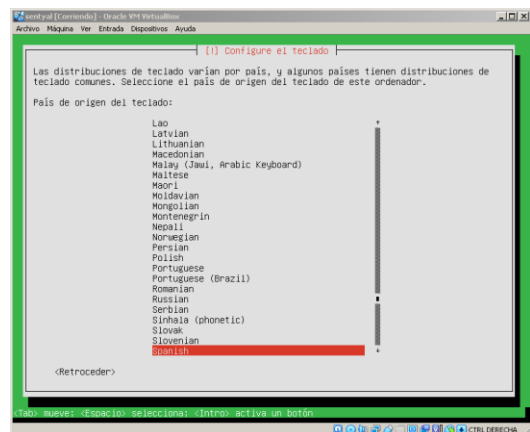 zentyal [Corriendo] - Oracle VM VirtualBox
Archivo Máquina Ver Entrada Dispositivos Ayuda
[!] Configure el teclado
Las distribuciones de teclado varían por país, y algunos países tienen distribuciones de
teclado comunes. Seleccione el país de origen del teclado de este ordenador.
País de origen del teclado:
Lao
Latvian
Lithuanian
Macedonian
Malay (Jawi, Arabic Keyboard)
Maltese
Maori
Moldavian
Mongolian
Montenegrin
Nepali
Norwegian
Persian
Polish
Portuguese
Portuguese (Brazil)
Romanian
Russian
Serbian
Sinhala (phonetic)
Slovak
Slovenian
Spanish
<Retroceder>
<Tab> mueve; <Espacio> selecciona; <Intro> activa un botón
CTRL DERECHA